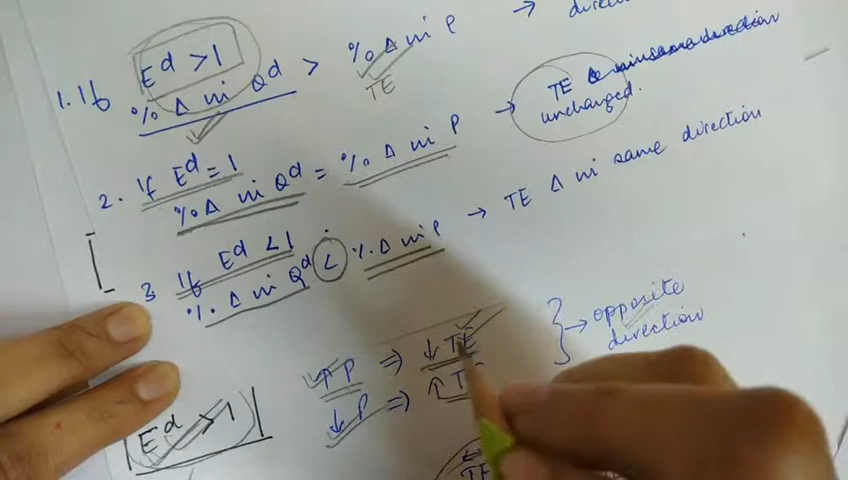 1. If Ed > 1
% Δ in Qd > % Δ in P →
TE
2. If Ed = 1
% Δ in Qd = % Δ in P → TE
unchanged.
3. If Ed < 1
% Δ in Qd < % Δ in P → TE Δ in same direction
↑P ⇒ ↓TE
↓P ⇒ ↑T
} → opposite
direction
Ed > 1
TE